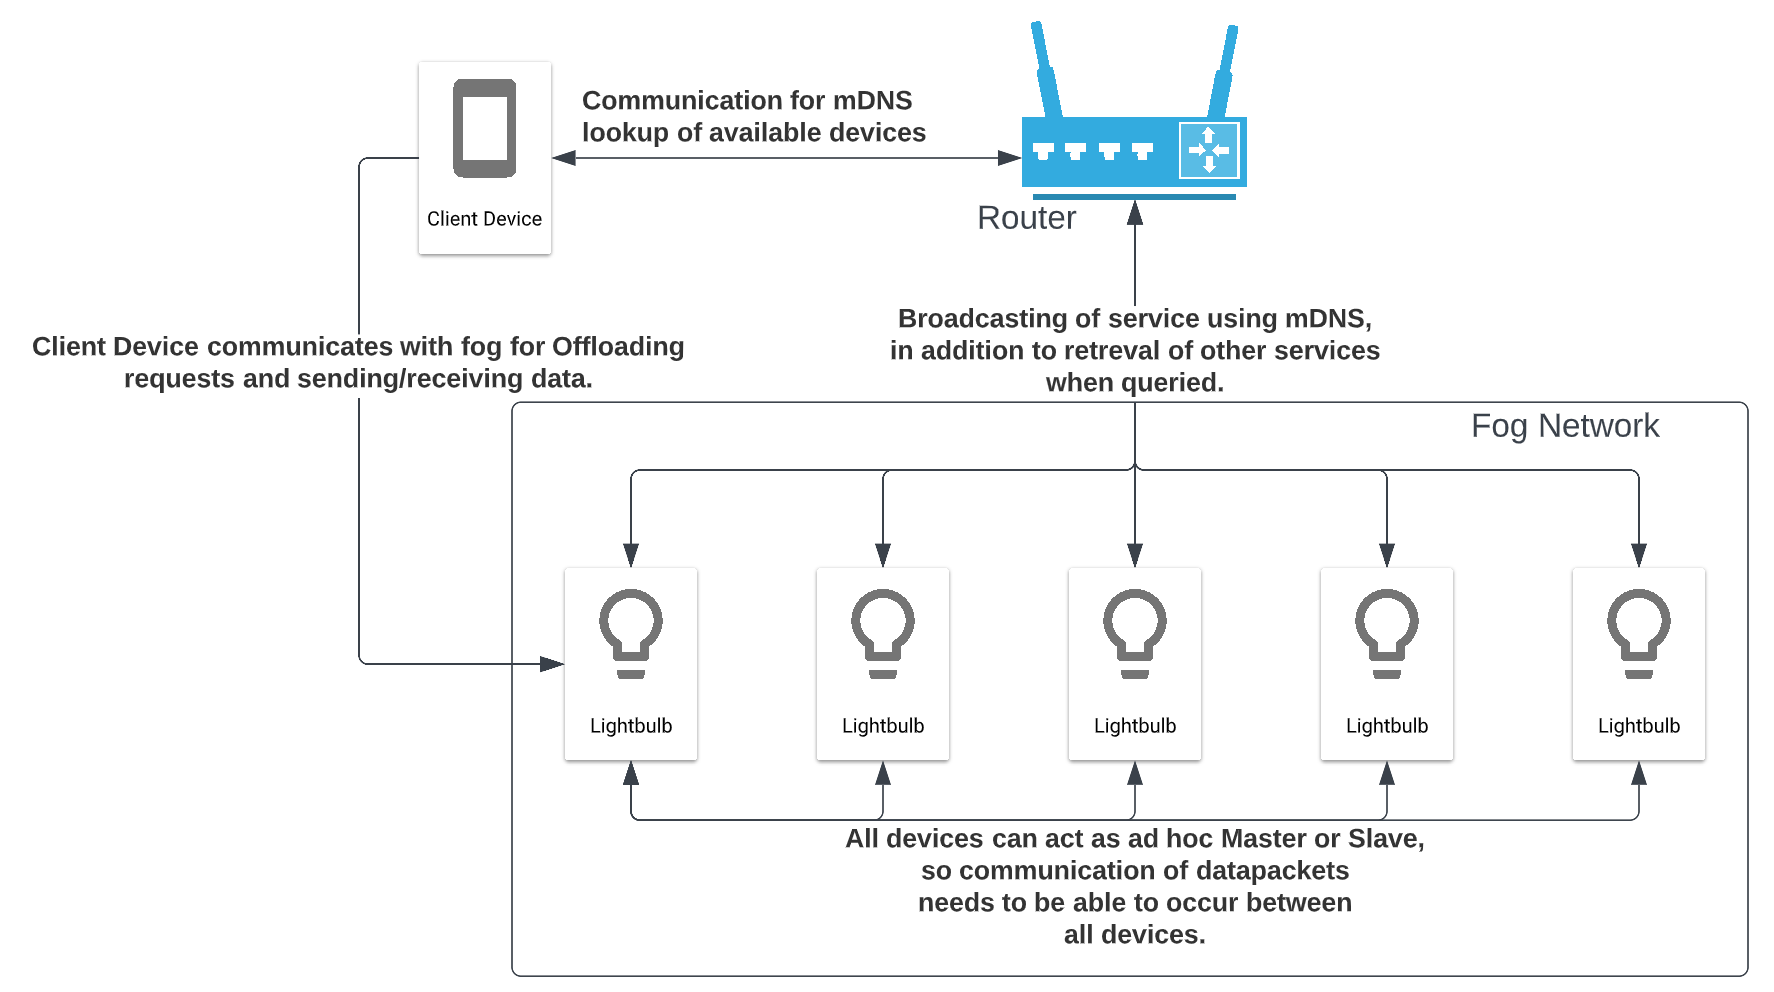 Communication for mDNS
lookup of available devices
Client Device
Router
Client Device communicates with fog for Offloading
requests and sending/receiving data.
Broadcasting of service using mDNS,
in addition to retreval of other services
when queried.
Fog Network
Lightbulb
Lightbulb
Lightbulb
Lightbulb
Lightbulb
All devices can act as ad hoc Master or Slave,
so communication of datapackets
needs to be able to occur between
all devices.